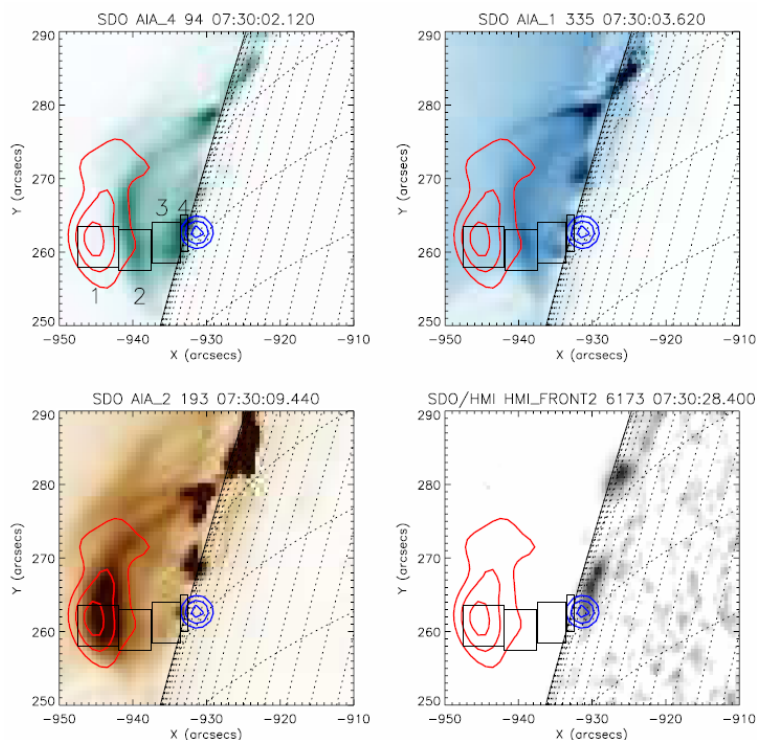 SDO AIA_4 94 07:30:02.120
SDO AIA_1 335 07:30:03.620
290
280
270
260
250
Y (arcsecs)
3 4
1
2
-950 -940 -930 -920 -910
X (arcsecs)
290
280
270
260
250
Y (arcsecs)
-950 -940 -930 -920 -910
X (arcsecs)
SDO AIA_2 193 07:30:09.440
SDO/HMI HMI_FRONT2 6173 07:30:28.400
290
280
270
260
250
Y (arcsecs)
-950 -940 -930 -920 -910
X (arcsecs)
290
280
270
260
250
Y (arcsecs)
-950 -940 -930 -920 -910
X (arcsecs)